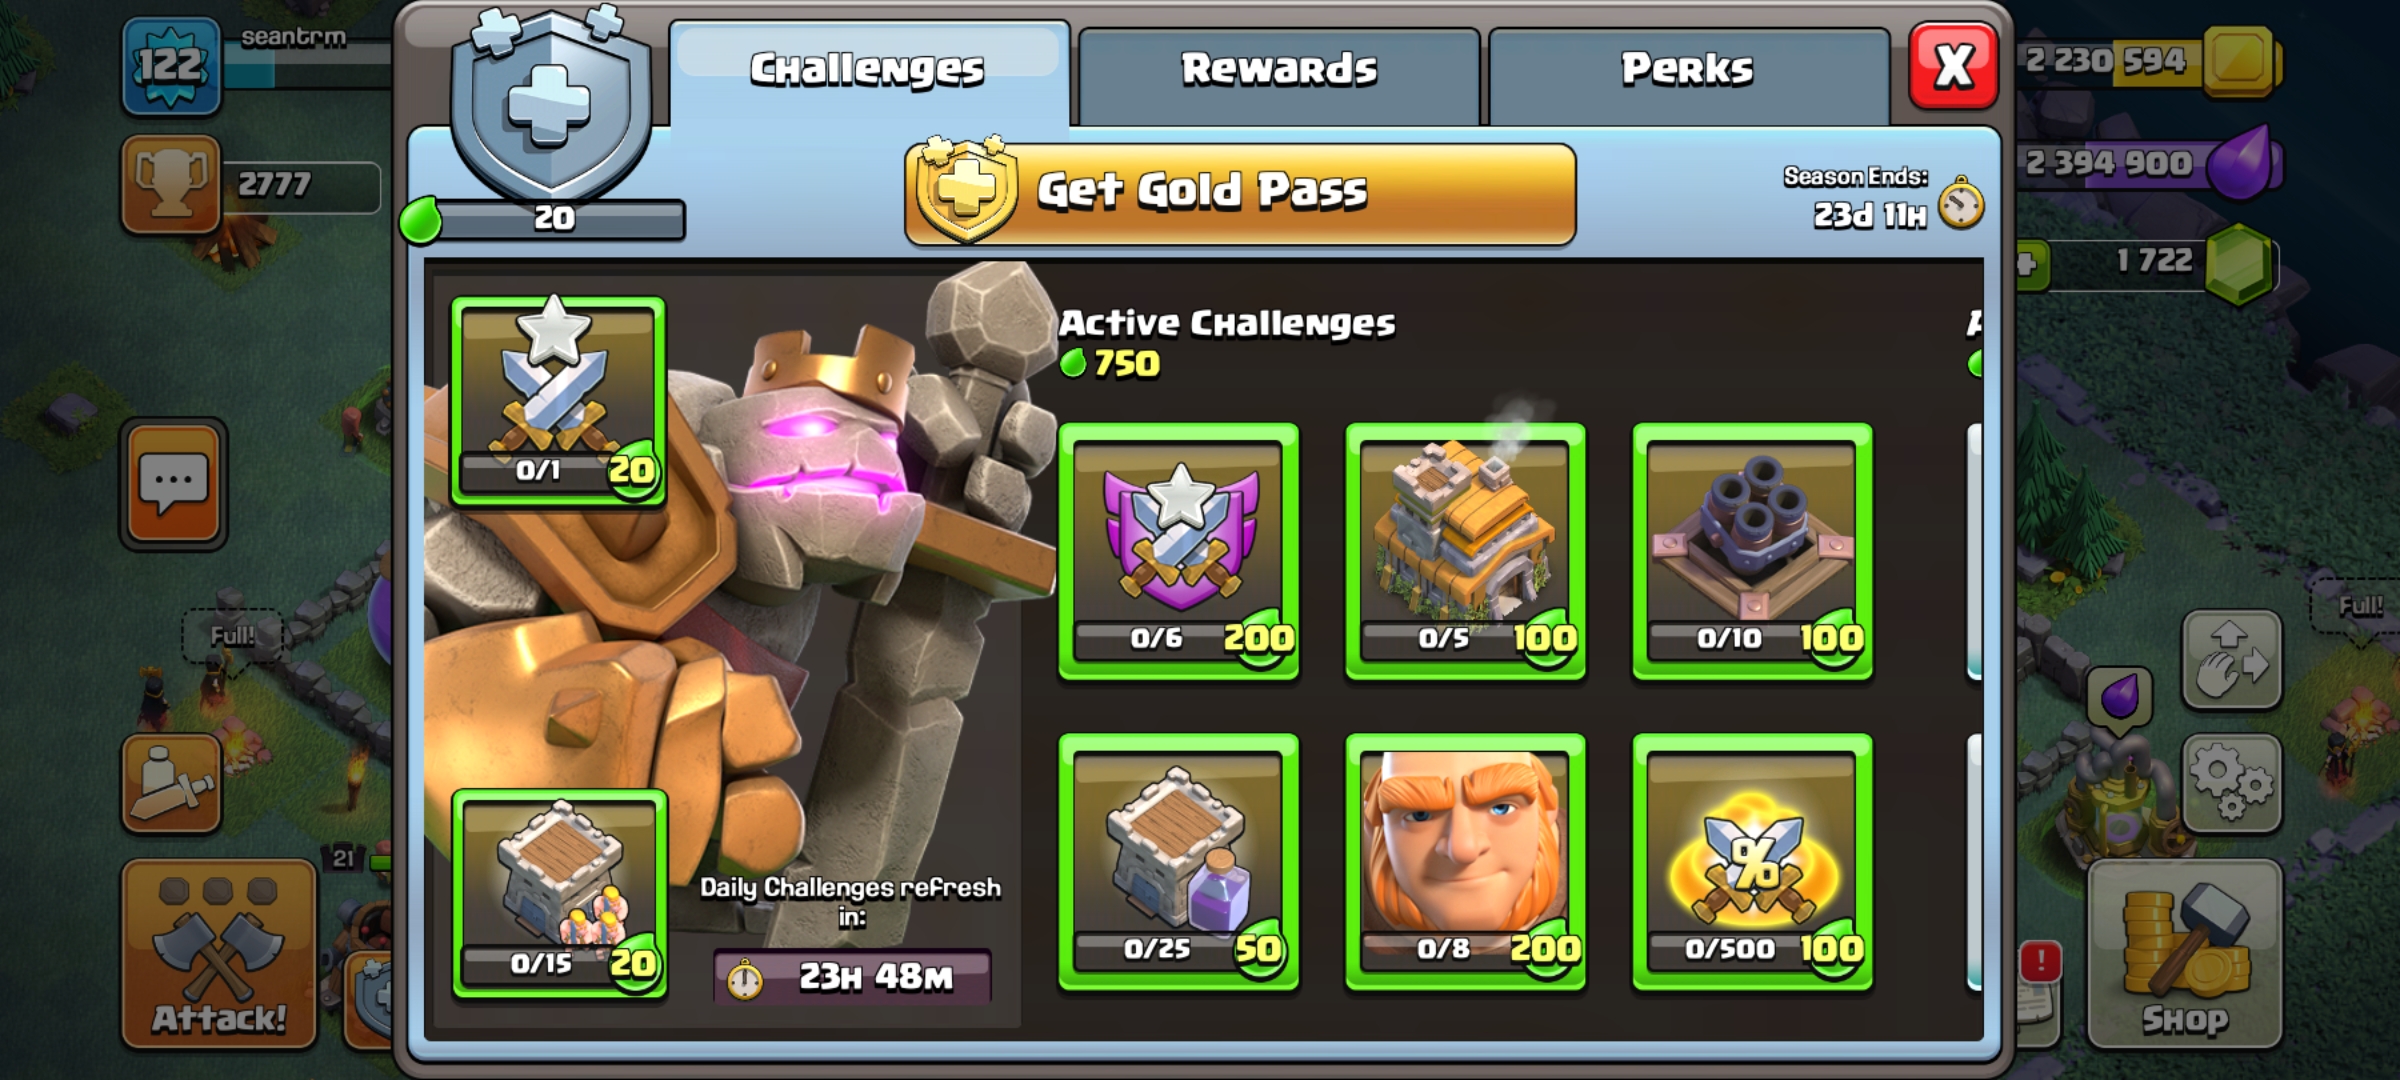 122
seantrm
2777
Challenges
Rewards
Perks
X
2 230 594
2 394 900
1 722
20
Get Gold Pass
Season Ends:
23d 11H
0/1
20
Active Challenges
750
0/6
200
0/5
100
0/10
100
0/15
20
Daily Challenges refresh
in:
23H 48M
0/25
50
0/8
200
%
0/500
100
Full!
Full!
21
Attack!
!
Shop